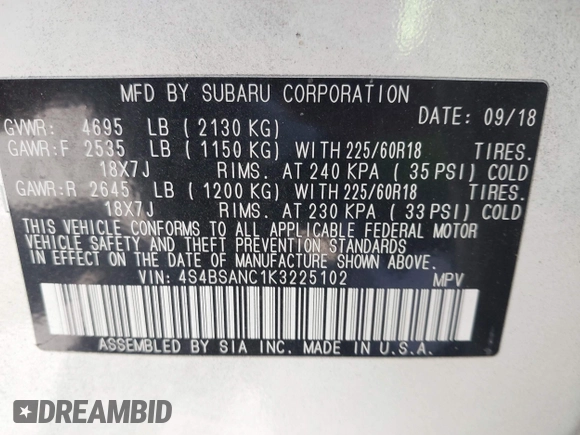 MFD BY SUBARU CORPORATION
DATE: 09/18
GVWR: 4695 LB (2130 KG)
GAWR:F 2535 LB (1150 KG) WITH 225/60R18 TIRES.
18X7J RIMS. AT 240 KPA (35 PSI) COLD
GAWR:R 2645 LB (1200 KG) WITH 225/60R18 TIRES.
18X7J RIMS. AT 230 KPA (33 PSI) COLD
THIS VEHICLE CONFORMS TO ALL APPLICABLE FEDERAL MOTOR
VEHICLE SAFETY AND THEFT PREVENTION STANDARDS
IN EFFECT ON THE DATE OF MANUFACTURE SHOWN ABOVE.
VIN: 4S4BSANC1K3225102 MPV
ASSEMBLED BY SIA INC. MADE IN U.S.A.
DREAMBID